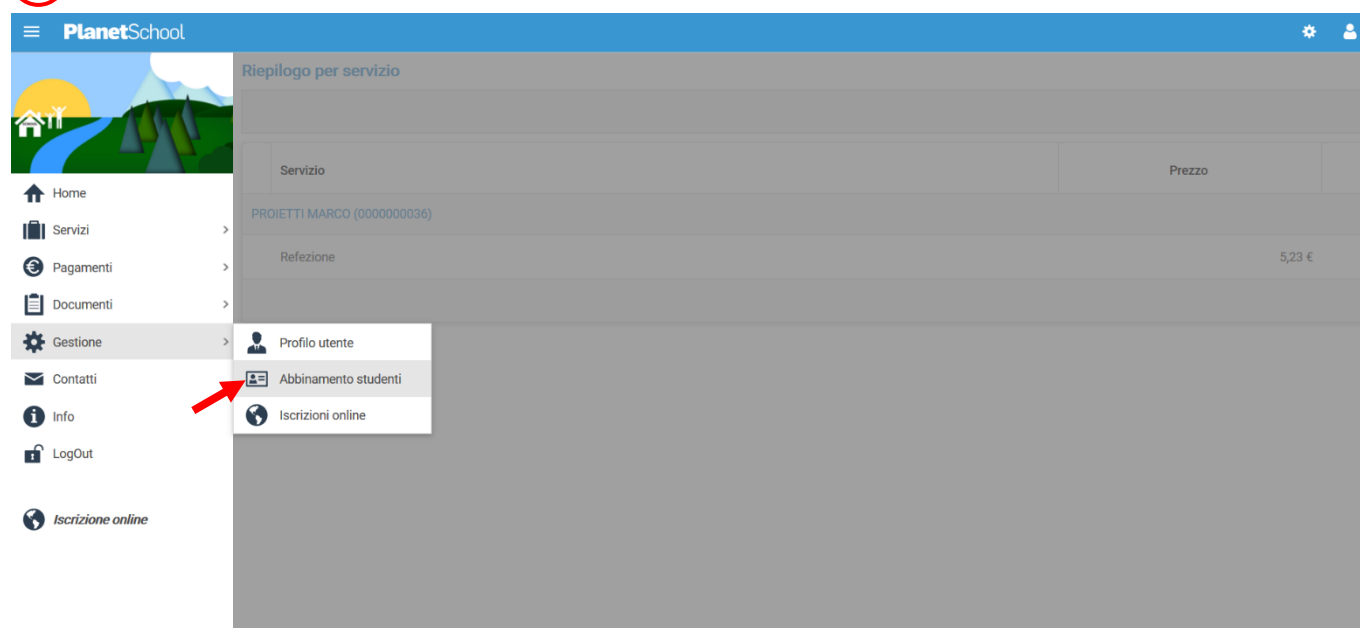 PlanetSchool
Riepilogo per servizio
Servizio Prezzo
PROIETTI MARCO (0000000036)
Refezione 5,23 €
Home
Servizi
Pagamenti
Documenti
Gestione
Contatti
Info
LogOut
Iscrizione online
Profilo utente
Abbinamento studenti
Iscrizioni online